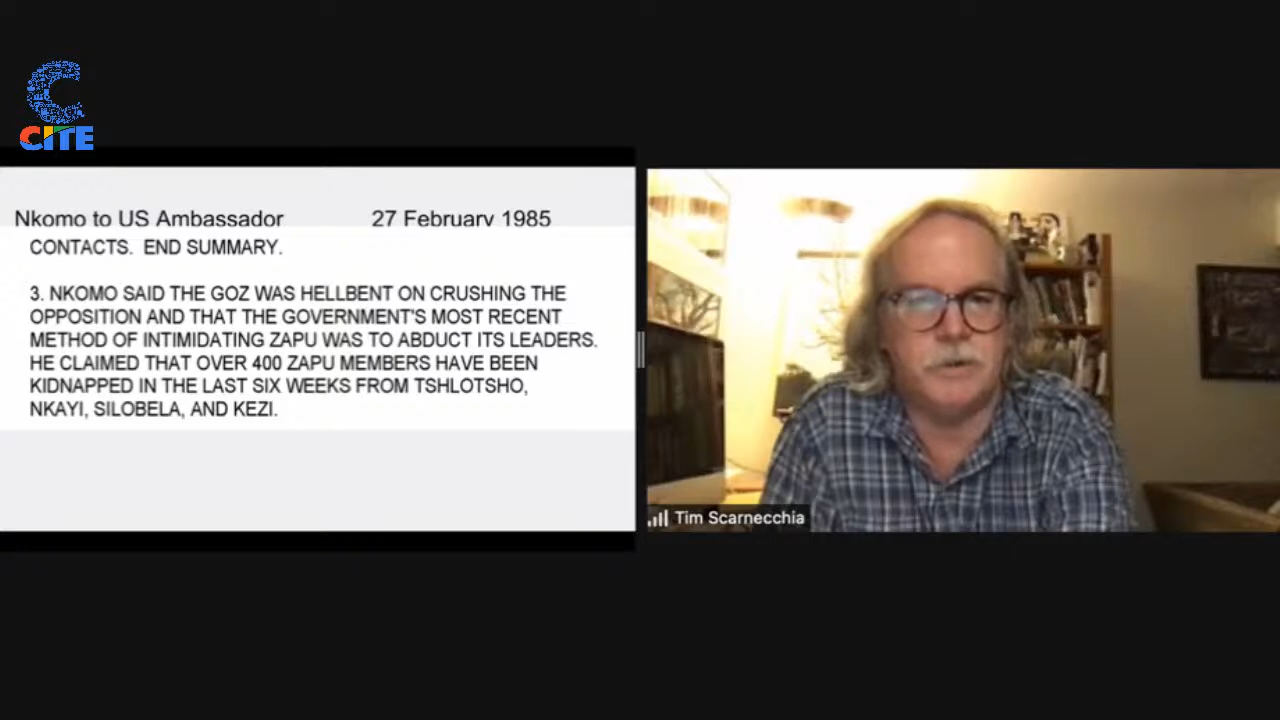 CITE
Nkomo to US Ambassador 27 February 1985
CONTACTS. END SUMMARY.
3. NKOMO SAID THE GOZ WAS HELLBENT ON CRUSHING THE
OPPOSITION AND THAT THE GOVERNMENT'S MOST RECENT
METHOD OF INTIMIDATING ZAPU WAS TO ABDUCT ITS LEADERS.
HE CLAIMED THAT OVER 400 ZAPU MEMBERS HAVE BEEN
KIDNAPPED IN THE LAST SIX WEEKS FROM TSHLOTSHO,
NKAYI, SILOBELA, AND KEZI.
Tim Scarnecchia